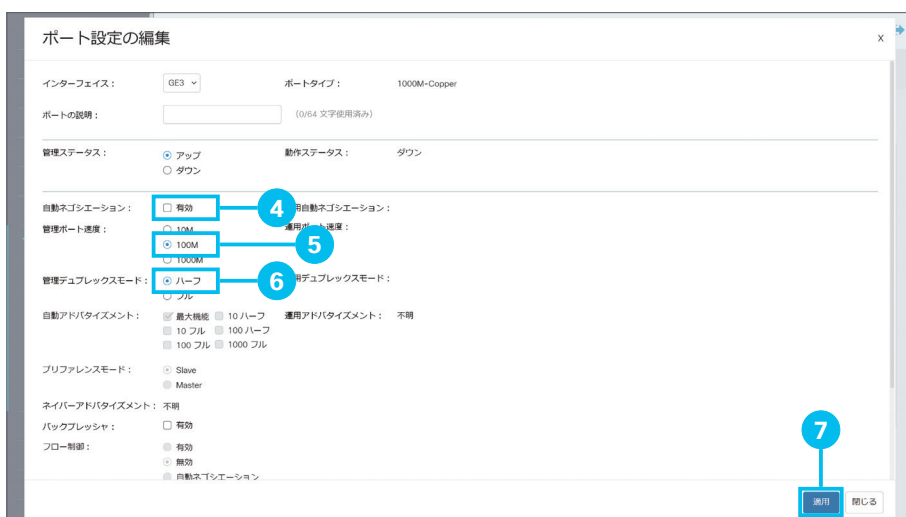 ポート設定の編集
X
インターフェイス： GE3 ポートタイプ： 1000M-Copper
ポートの説明： （0/64 文字使用済み）
管理ステータス： アップ 動作ステータス： ダウン
ダウン
自動ネゴシエーション： 有効 4 用自動ネゴシエーション：
管理ポート速度： 10M 運用ポート速度：
100M 5
1000M
管理デュプレックスモード： ハーフ 6 用デュプレックスモード：
フル
自動アドバタイズメント： 最大機能 10 ハーフ 運用アドバタイズメント： 不明
10 フル 100 ハーフ
100 フル 1000 フル
プリファレンスモード： Slave
Master
ネイバーアドバタイズメント： 不明
バックプレッシャ： 有効
フロー制御： 有効
無効
自動ネゴシエーション
7
適用 閉じる